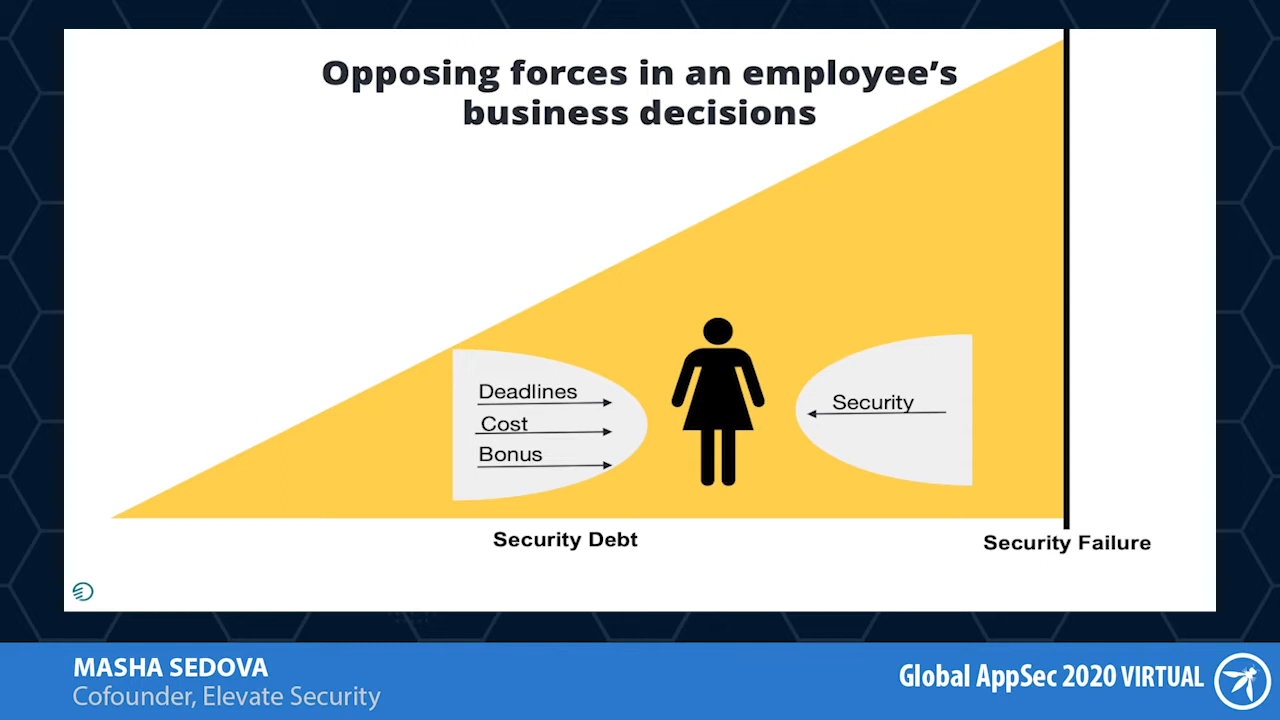 Opposing forces in an employee’s
business decisions
Deadlines
Cost
Bonus
Security
Security Debt
Security Failure
MASHA SEDOVA
Cofounder, Elevate Security
Global AppSec 2020 VIRTUAL